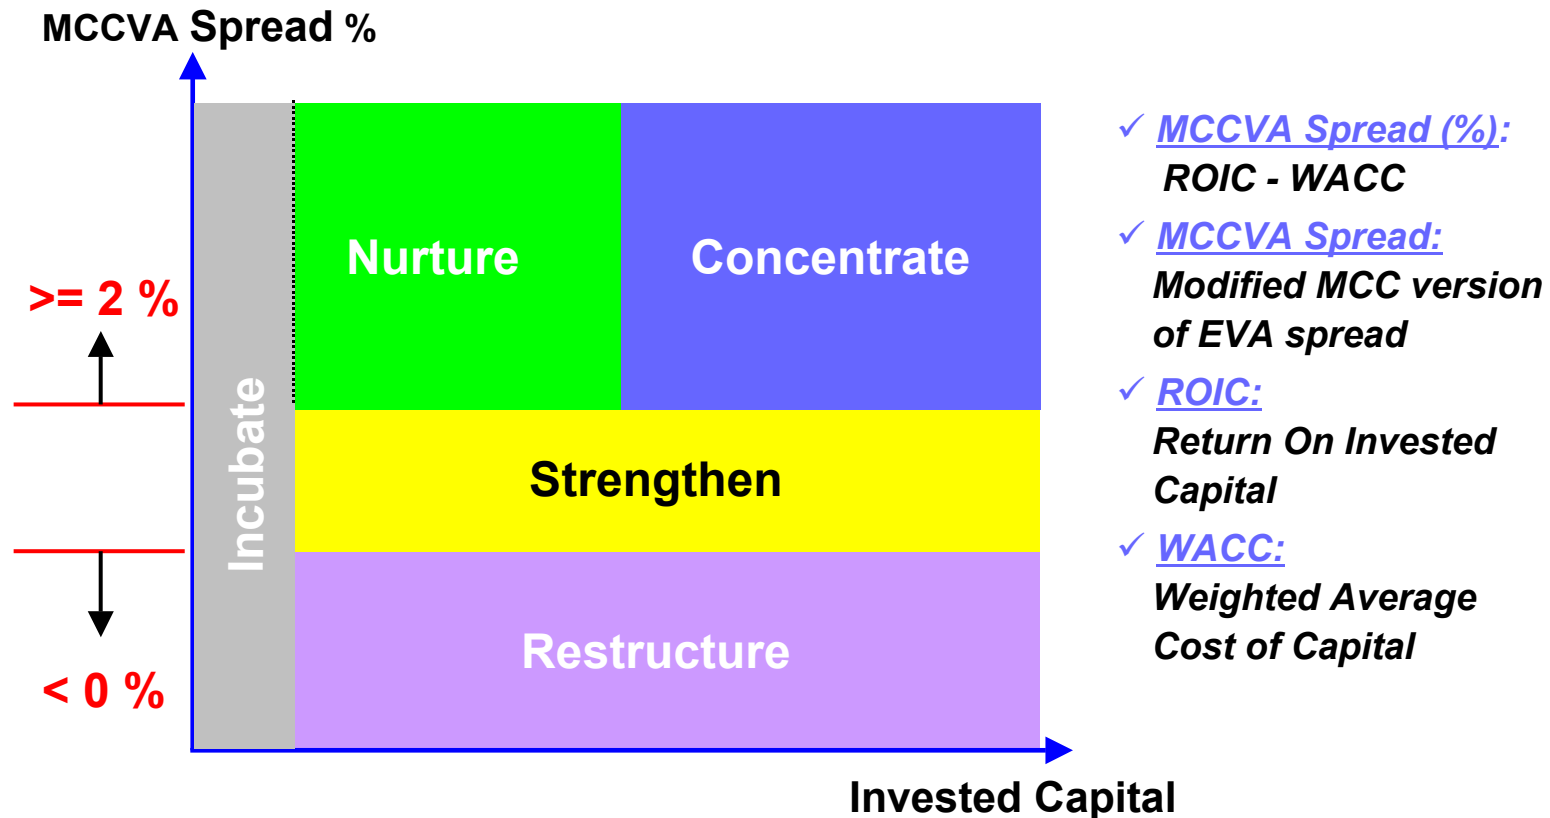 MCCVA Spread %
>= 2 %
< 0 %
Incubate
Nurture
Concentrate
Strengthen
Restructure
Invested Capital
✓ MCCVA Spread (%):
ROIC - WACC
✓ MCCVA Spread:
Modified MCC version
of EVA spread
✓ ROIC:
Return On Invested
Capital
✓ WACC:
Weighted Average
Cost of Capital